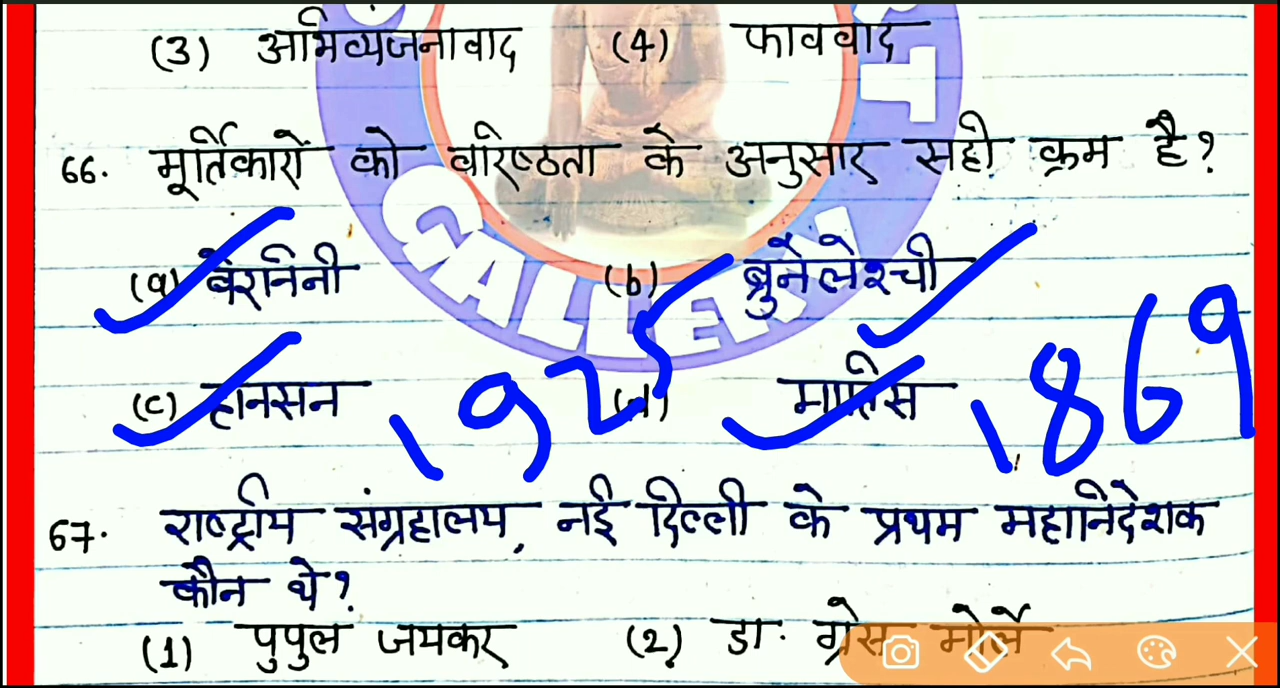 (3) अभिव्यंजनावाद (4) फाववाद
66. मूर्तिकारों की वरिष्ठता के अनुसार सही क्रम है?
(a) बेरनिनी (b) ब्रुनेलेश्ची
(c) हानसन 1925 (d) मातिस 1869
67. राष्ट्रीय संग्रहालय, नई दिल्ली के प्रथम महानिदेशक
कौन थे?
(1) पुपुल जयकर (2) डा. ग्रेस मोर्ले
GALLERY